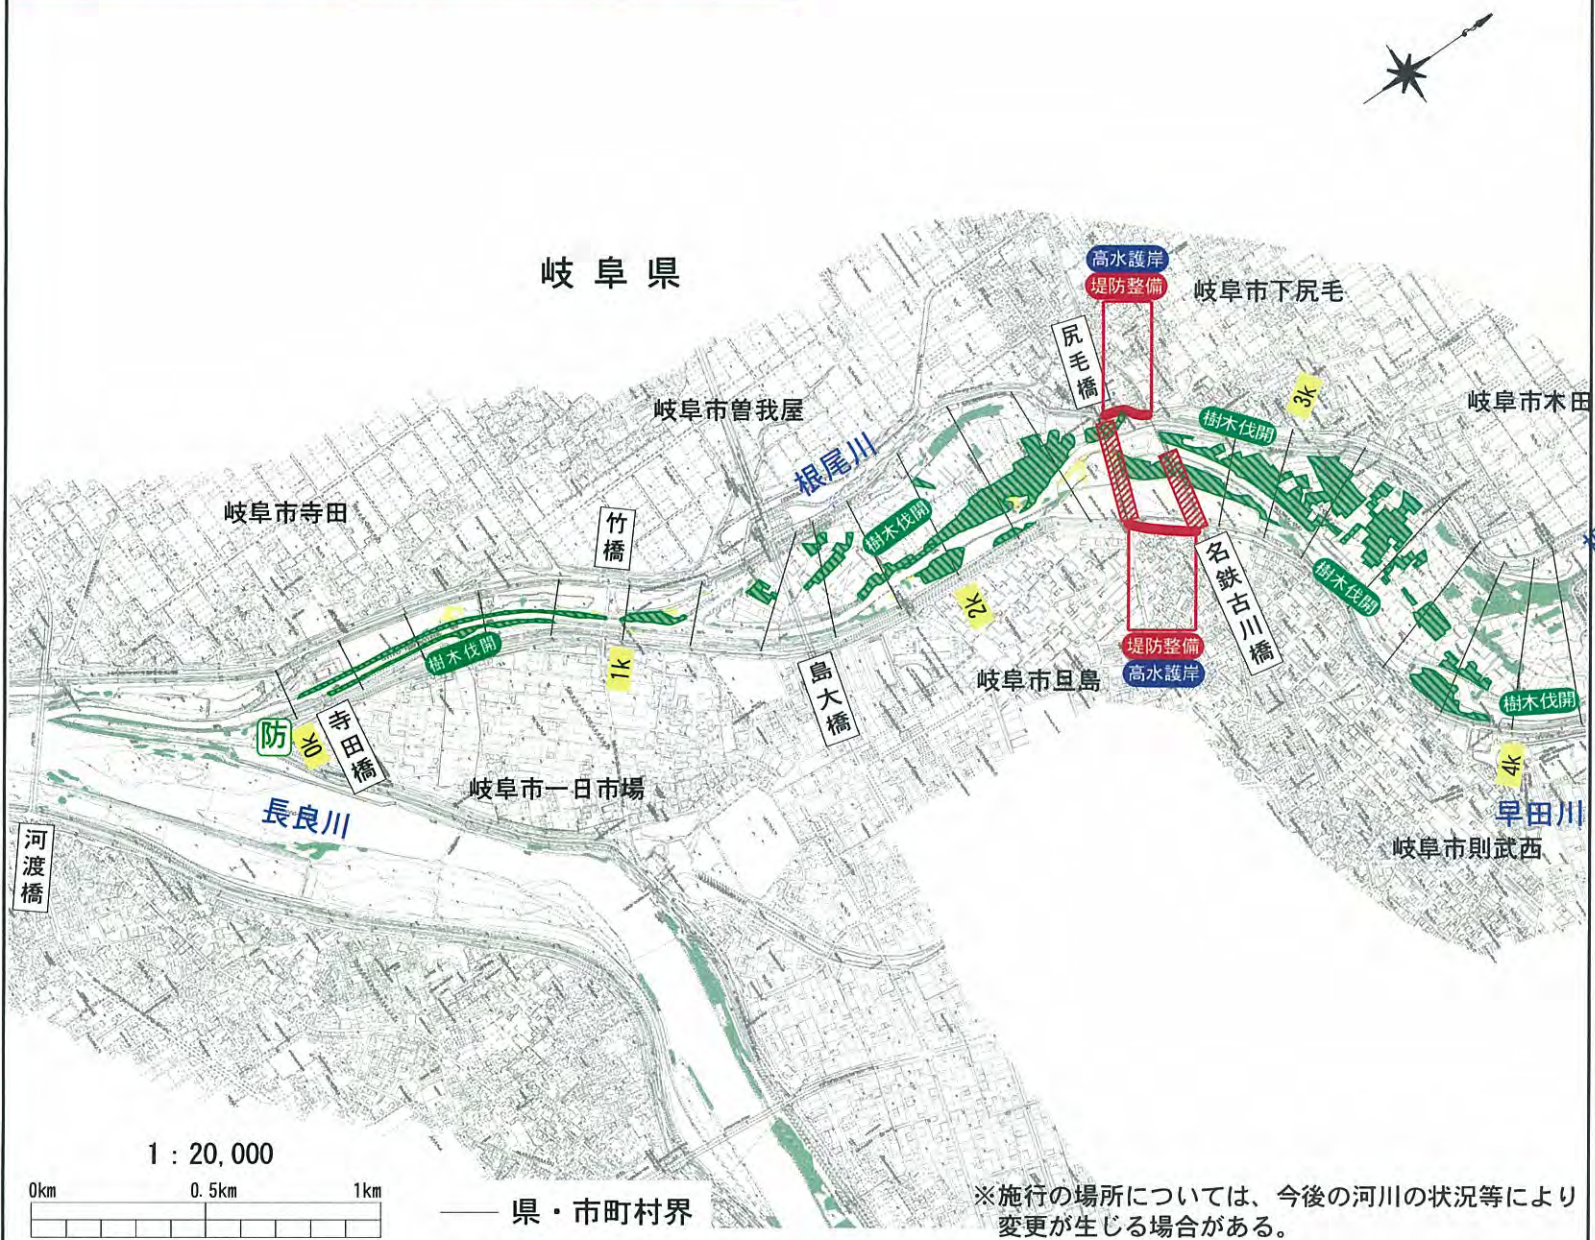 岐阜県
高水護岸
堤防整備
岐阜市下尻毛
尻毛橋
3k
岐阜市木田
樹木伐開
岐阜市曽我屋
根尾川
岐阜市寺田
竹橋
樹木伐開
名鉄古川橋
樹木伐開
2k
樹木伐開
1k
島大橋
岐阜市旦島
堤防整備
高水護岸
樹木伐開
防
0k
寺田橋
4k
岐阜市一日市場
長良川
早田川
岐阜市則武西
河渡橋
1：20,000
0km 0.5km 1km
県・市町村界
※施行の場所については、今後の河川の状況等により
変更が生じる場合がある。